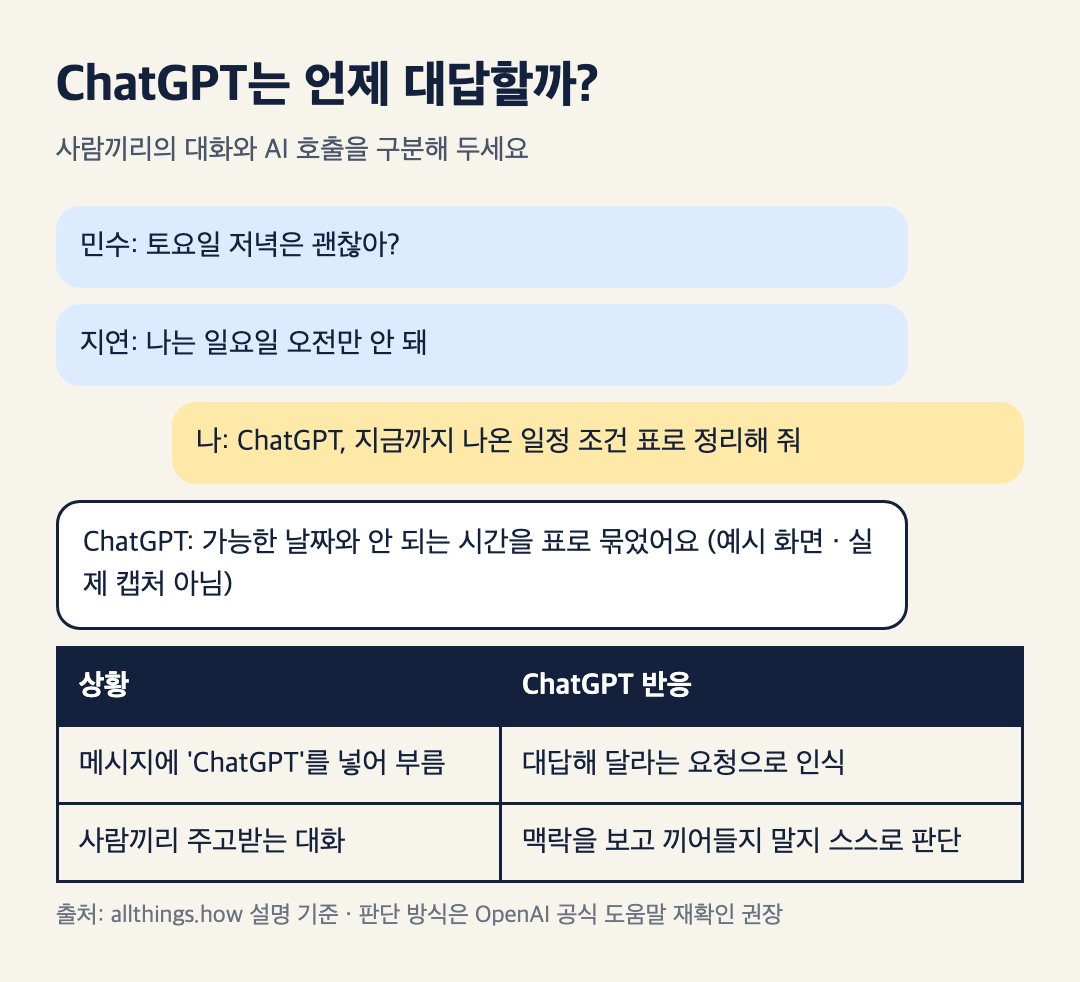 ChatGPT는 언제 대답할까?
사람끼리의 대화와 AI 호출을 구분해 두세요
민수: 토요일 저녁은 괜찮아?
지연: 나는 일요일 오전만 안 돼
나: ChatGPT, 지금까지 나온 일정 조건 표로 정리해 줘
ChatGPT: 가능한 날짜와 안 되는 시간을 표로 묶었어요 (예시 화면 · 실
제 캡처 아님)
상황 ChatGPT 반응
메시지에 'ChatGPT'를 넣어 부름 대답해 달라는 요청으로 인식
사람끼리 주고받는 대화 맥락을 보고 끼어들지 말지 스스로 판단
출처: allthings.how 설명 기준 · 판단 방식은 OpenAI 공식 도움말 재확인 권장